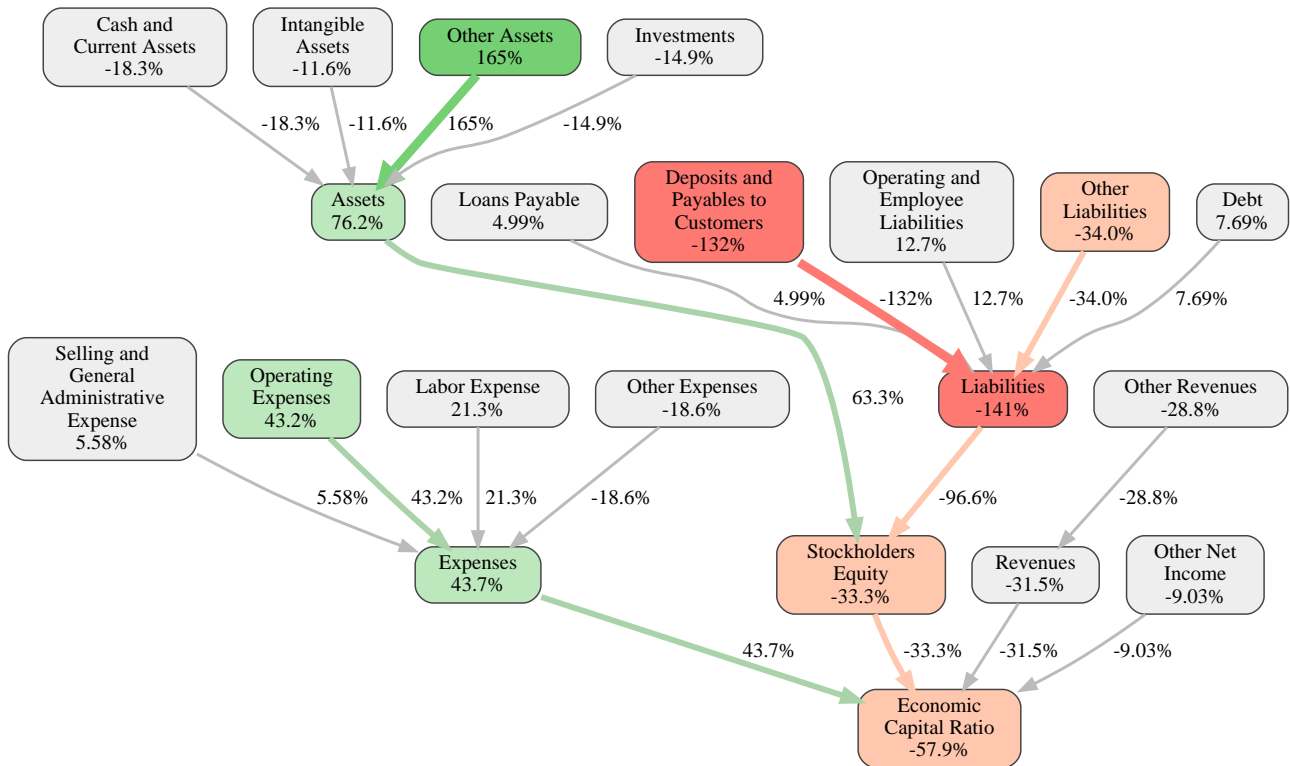 Cash and
Current Assets
-18.3%
Intangible
Assets
-11.6%
Other Assets
165%
Investments
-14.9%
-18.3%
-11.6%
165%
-14.9%
Assets
76.2%
Loans Payable
4.99%
Deposits and
Payables to
Customers
-132%
Operating and
Employee
Liabilities
12.7%
Other
Liabilities
-34.0%
Debt
7.69%
4.99%
-132%
12.7%
-34.0%
7.69%
Selling and
General
Administrative
Expense
5.58%
Operating
Expenses
43.2%
Labor Expense
21.3%
Other Expenses
-18.6%
63.3%
Liabilities
-141%
Other Revenues
-28.8%
5.58%
43.2%
21.3%
-18.6%
-96.6%
-28.8%
Expenses
43.7%
Stockholders
Equity
-33.3%
Revenues
-31.5%
Other Net
Income
-9.03%
43.7%
-33.3%
-31.5%
-9.03%
Economic
Capital Ratio
-57.9%